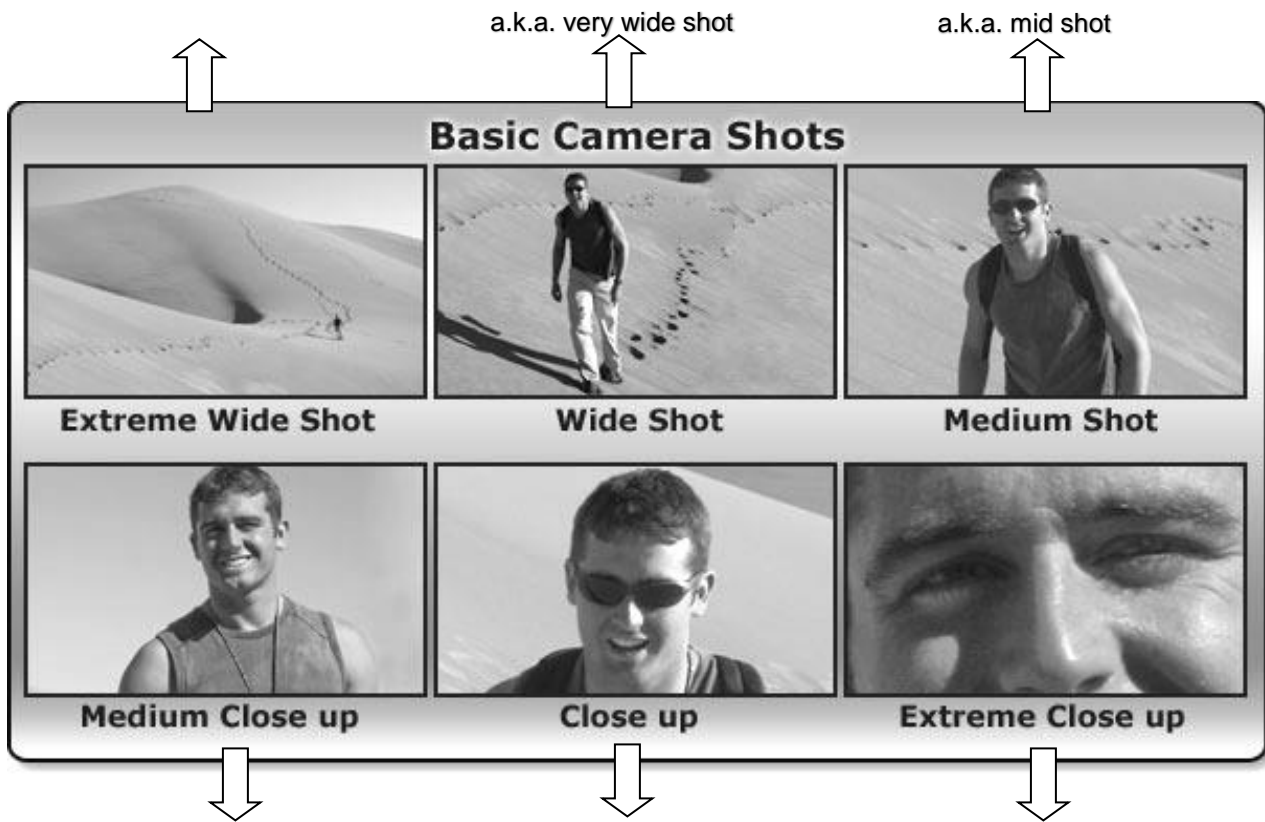 a.k.a. very wide shot
a.k.a. mid shot
Basic Camera Shots
Extreme Wide Shot
Wide Shot
Medium Shot
Medium Close up
Close up
Extreme Close up